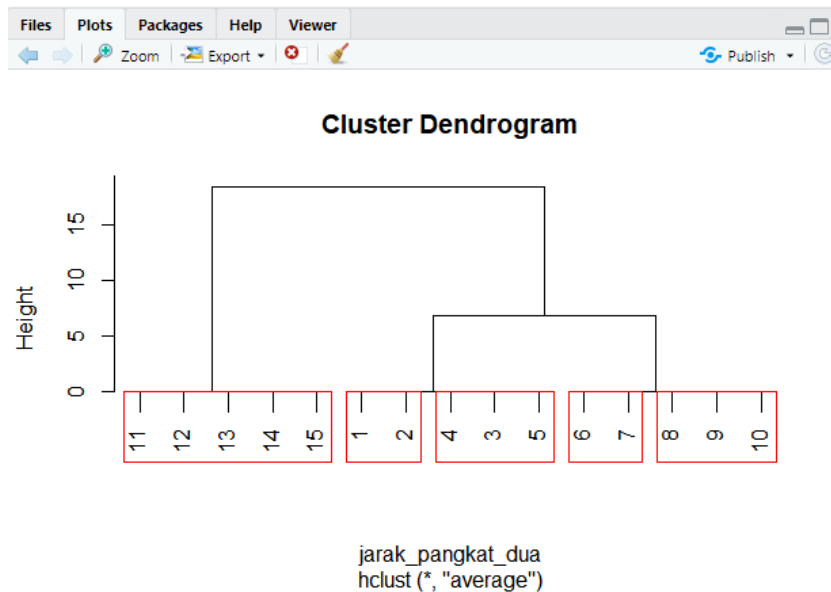 Files Plots Packages Help Viewer
Zoom Export Publish
Cluster Dendrogram
Height
15
10
5
0
11 12 13 14 15 1 2 4 3 5 6 7 8 9 10
jarak_pangkat_dua
hclust (*, "average")